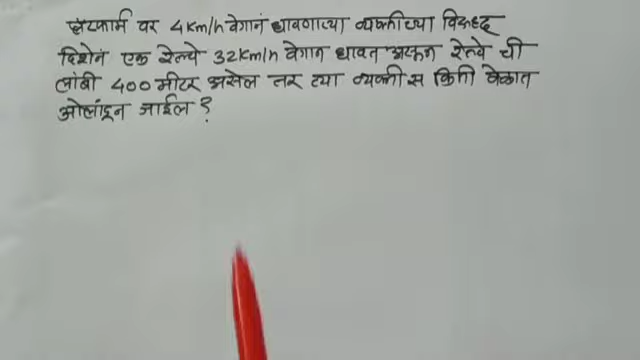 प्लॅटफार्म वर 4km/h वेगानं धावणाऱ्या व्यक्तीच्या विरुध्द
दिशेनं एक रेल्वे 32km/h वेगान धावत असून रेल्वे ची
लांबी 400 मीटर असेल तर त्या व्यक्तीस किती वेळात
ओलांडून जाईल ?